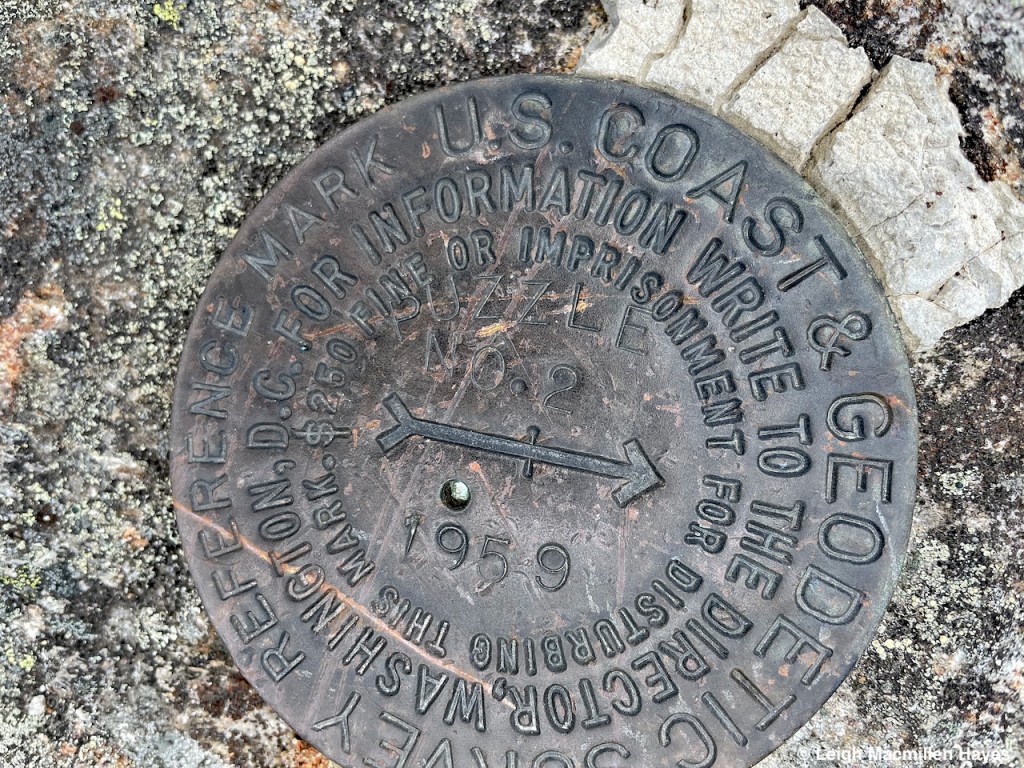 U.S. COAST & GEODETIC SURVEY REFERENCE MARK
FOR INFORMATION WRITE TO THE DIRECTOR, WASHINGTON, D.C.
$250 FINE OR IMPRISONMENT FOR DISTURBING THIS MARK.
PUZZLE
NO. 2
1959
© Leigh Macmillen Hayes